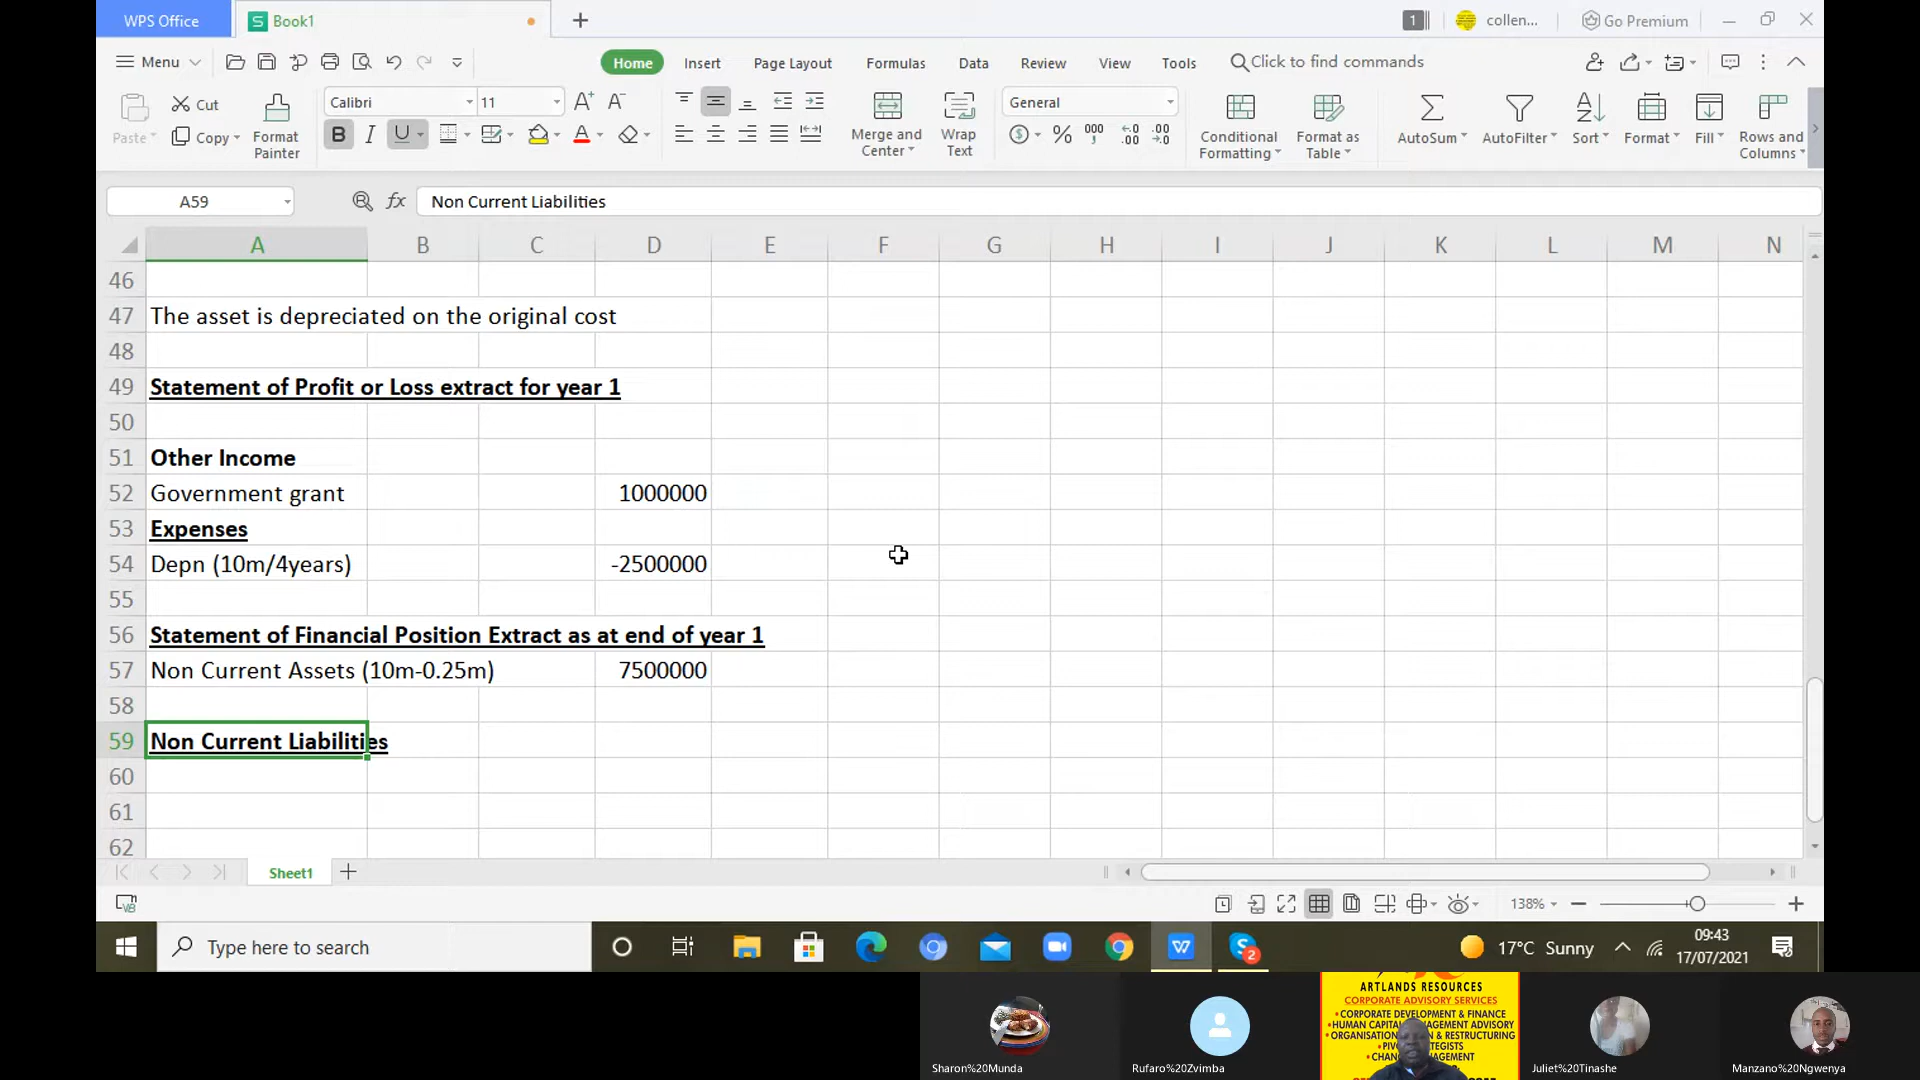 WPS Office
S Book1
1
collen...
Go Premium
Menu
Home
Insert
Page Layout
Formulas
Data
Review
View
Tools
Click to find commands
Paste
Cut
Copy
Format Painter
Calibri
11
B I U
Merge and Center
Wrap Text
General
Conditional Formatting
Format as Table
AutoSum
AutoFilter
Sort
Format
Fill
Rows and Columns
A59
fx
Non Current Liabilities
A B C D E F G H I J K L M N
46
47 The asset is depreciated on the original cost
48
49 Statement of Profit or Loss extract for year 1
50
51 Other Income
52 Government grant 1000000
53 Expenses
54 Depn (10m/4years) -2500000
55
56 Statement of Financial Position Extract as at end of year 1
57 Non Current Assets (10m-0.25m) 7500000
58
59 Non Current Liabilities
60
61
62
Sheet1
138%
Type here to search
2
17°C Sunny
09:43
17/07/2021
ARTLANDS RESOURCES
CORPORATE ADVISORY SERVICES
• CORPORATE DEVELOPMENT & FINANCE
Sharon%20Munda
Rufaro%20Zvimba
Juliet%20Tinashe
Manzano%20Ngwenya